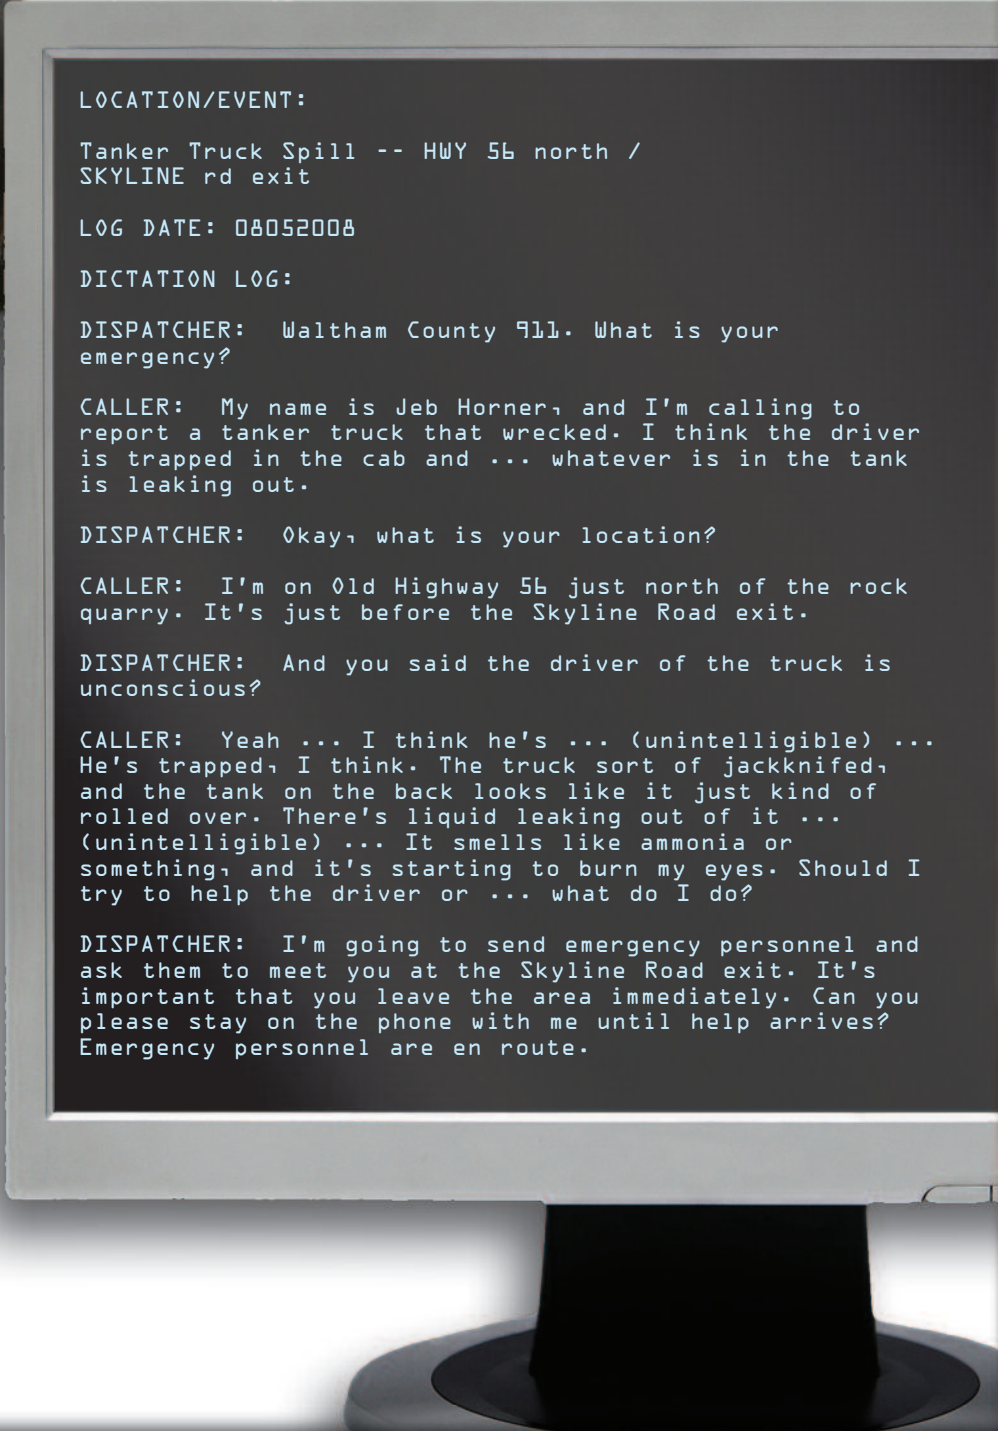 LOCATION/EVENT:
Tanker Truck Spill -- HWY 56 north /
SKYLINE rd exit
LOG DATE: 08052008
DICTATION LOG:
DISPATCHER: Waltham County 911. What is your
emergency?
CALLER: My name is Jeb Horner, and I'm calling to
report a tanker truck that wrecked. I think the driver
is trapped in the cab and ... whatever is in the tank
is leaking out.
DISPATCHER: Okay, what is your location?
CALLER: I'm on Old Highway 56 just north of the rock
quarry. It's just before the Skyline Road exit.
DISPATCHER: And you said the driver of the truck is
unconscious?
CALLER: Yeah ... I think he's ... (unintelligible) ...
He's trapped, I think. The truck sort of jackknifed,
and the tank on the back looks like it just kind of
rolled over. There's liquid leaking out of it ...
(unintelligible) ... It smells like ammonia or
something, and it's starting to burn my eyes. Should I
try to help the driver or ... what do I do?
DISPATCHER: I'm going to send emergency personnel and
ask them to meet you at the Skyline Road exit. It's
important that you leave the area immediately. Can you
please stay on the phone with me until help arrives?
Emergency personnel are en route.